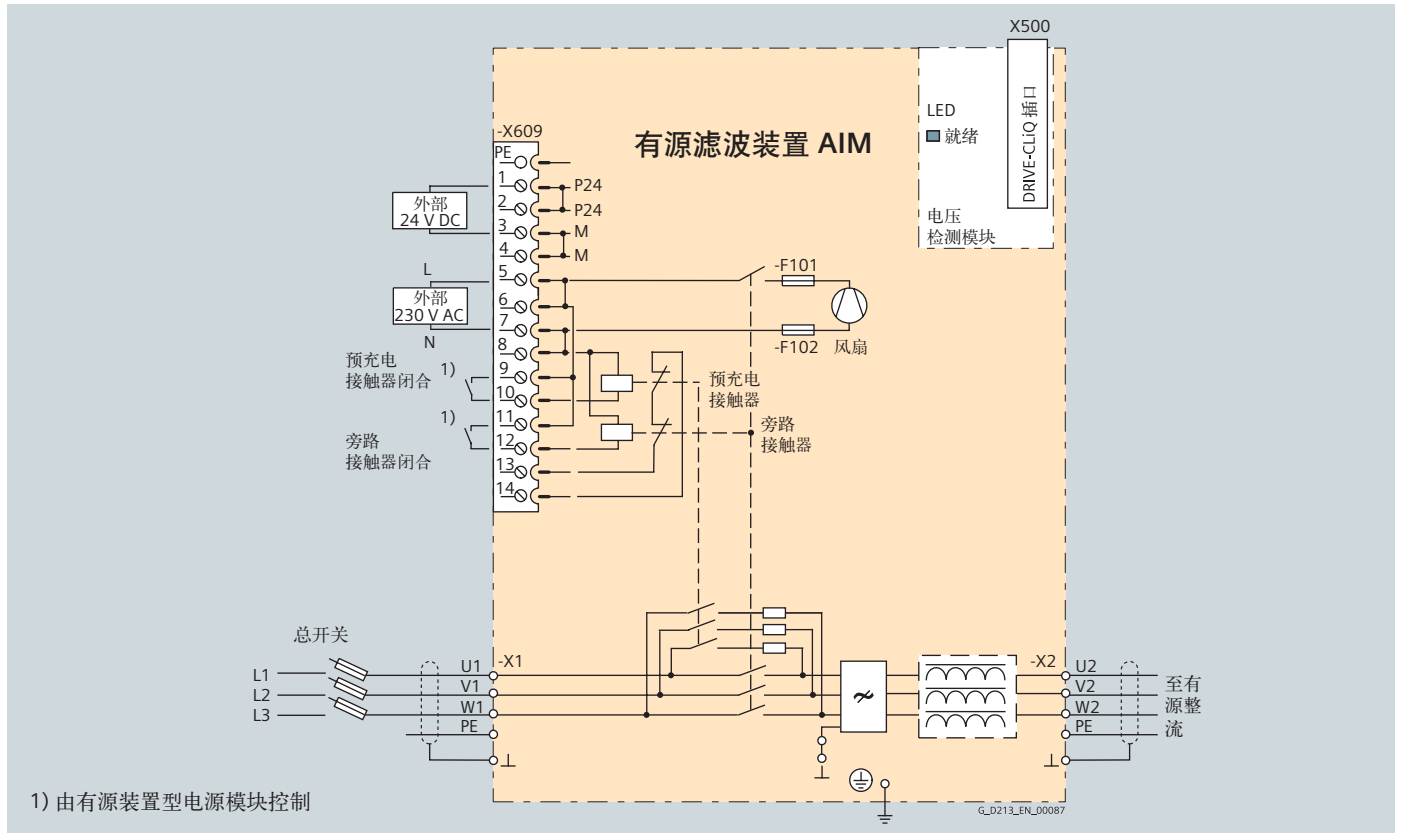 X500
LED
就绪
DRIVE-CLiQ 插口
电压
检测模块
有源滤波装置 AIM
-X609
PE
1
P24
2
P24
3
M
4
M
5
6
7
8
9
10
11
12
13
14
外部
24 V DC
L
外部
230 V AC
N
预充电
接触器闭合
1)
1)
旁路
接触器闭合
-F101
-F102
风扇
预充电
接触器
旁路
接触器
总开关
L1
L2
L3
U1
V1
W1
PE
-X1
-X2
U2
V2
W2
PE
至有
源整
流
1) 由有源装置型电源模块控制
G_D213_EN_00087